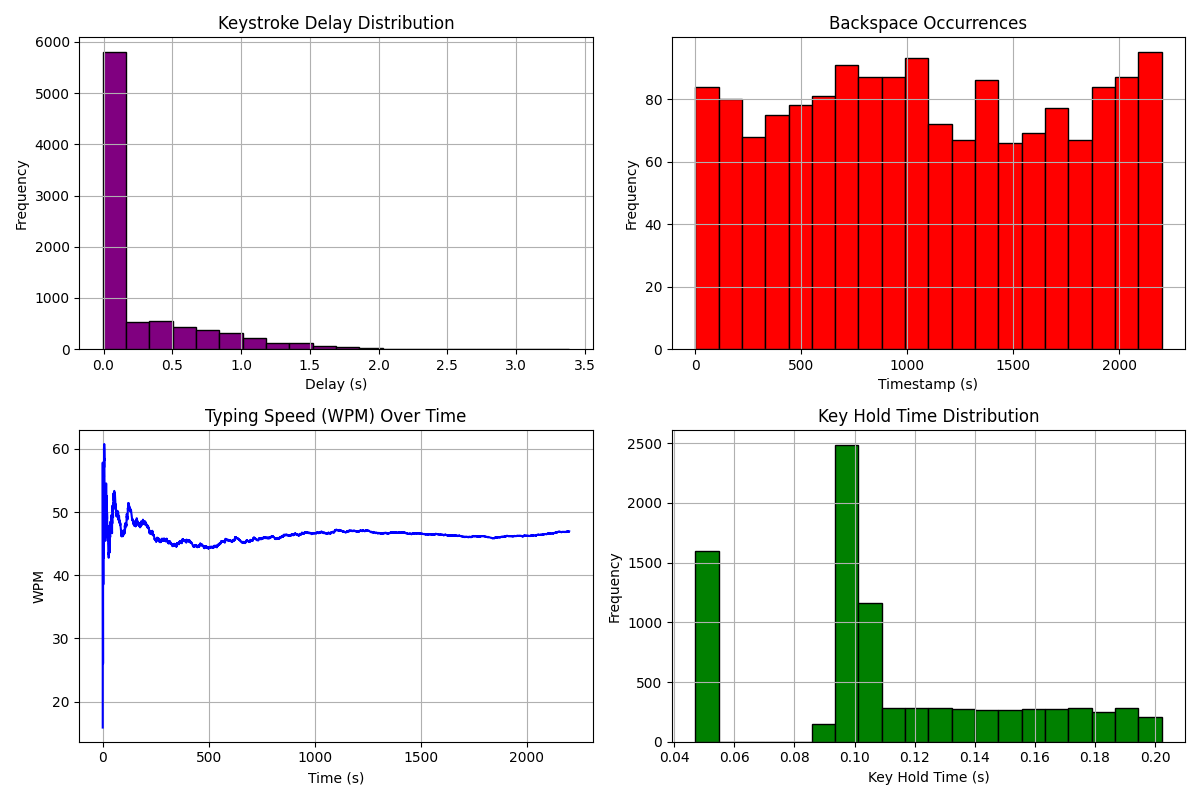 Keystroke Delay Distribution
6000
5000
4000
3000
2000
1000
0
Frequency
0.0 0.5 1.0 1.5 2.0 2.5 3.0 3.5
Delay (s)
Backspace Occurrences
80
60
40
20
0
Frequency
0 500 1000 1500 2000
Timestamp (s)
Typing Speed (WPM) Over Time
60
50
40
30
20
WPM
0 500 1000 1500 2000
Time (s)
Key Hold Time Distribution
2500
2000
1500
1000
500
0
Frequency
0.04 0.06 0.08 0.10 0.12 0.14 0.16 0.18 0.20
Key Hold Time (s)